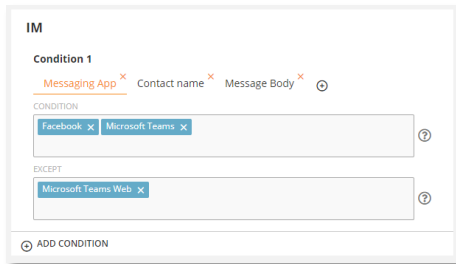 IM
Condition 1
Messaging App × Contact name × Message Body ×
CONDITION
Facebook × Microsoft Teams ×
EXCEPT
Microsoft Teams Web ×
ADD CONDITION